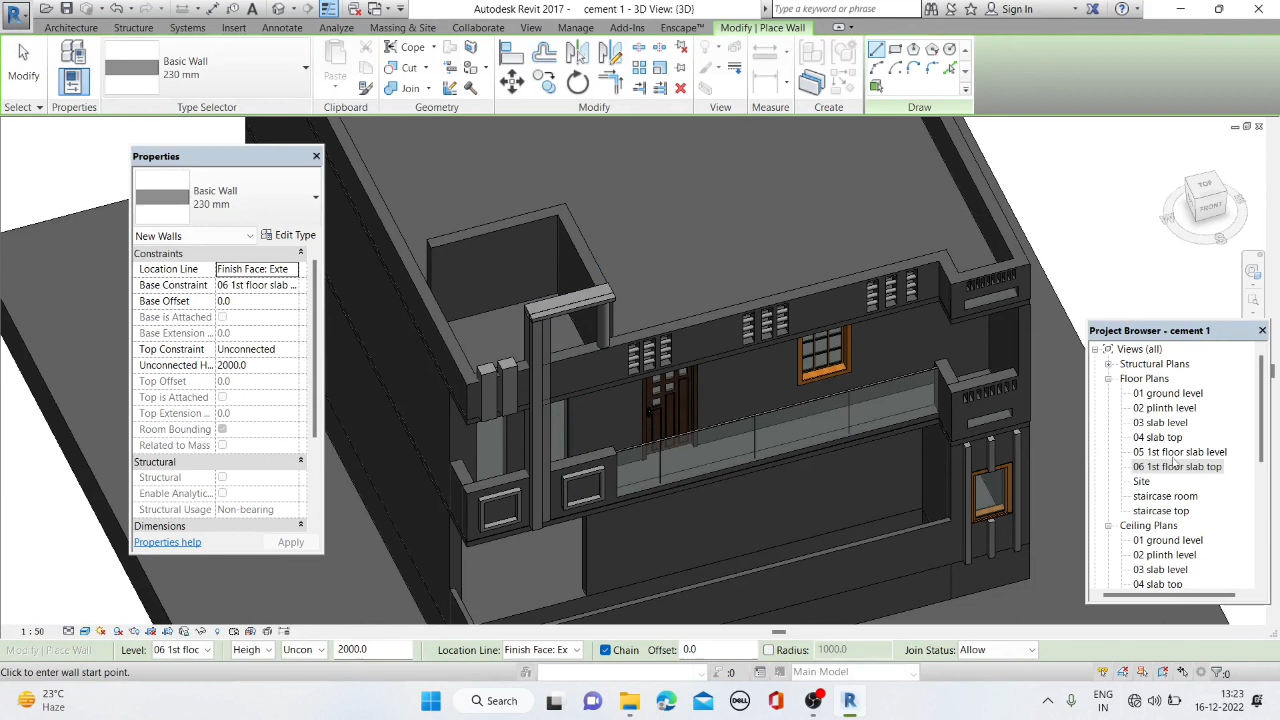 R
Autodesk Revit 2017 - cement 1 - 3D View: {3D}
Type a keyword or phrase
Sign In
Architecture Structure Systems Insert Annotate Analyze Massing & Site Collaborate View Manage Add-Ins Enscape™ Modify | Place Wall
Modify
Basic Wall
230 mm
Paste
Cope
Cut
Join
Select Properties Type Selector Clipboard Geometry Modify View Measure Create Draw
Properties
Basic Wall
230 mm
New Walls Edit Type
Constraints
Location Line Finish Face: Exte
Base Constraint 06 1st floor slab ...
Base Offset 0.0
Base is Attached
Base Extension ... 0.0
Top Constraint Unconnected
Unconnected H... 2000.0
Top Offset 0.0
Top is Attached
Top Extension ... 0.0
Room Bounding
Related to Mass
Structural
Structural
Enable Analytic...
Structural Usage Non-bearing
Dimensions
Properties help Apply
TOP
FRONT
W
S
Project Browser - cement 1
Views (all)
Structural Plans
Floor Plans
01 ground level
02 plinth level
03 slab level
04 slab top
05 1st floor slab level
06 1st floor slab top
Site
staircase room
staircase top
Ceiling Plans
01 ground level
02 plinth level
03 slab level
04 slab top
1 : 50
Modify | Place Wall Level: 06 1st floc Heigh Uncon 2000.0 Location Line: Finish Face: Ex Chain Offset: 0.0 Radius: 1000.0 Join Status: Allow
Click to enter wall start point. :0 Main Model :0
23°C
Haze
Search
DELL
R
ENG
IN
13:23
16-12-2022